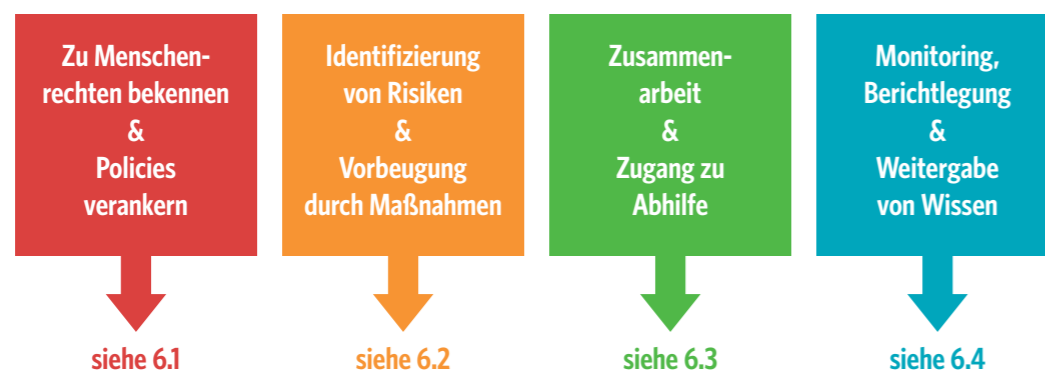 Zu Menschen-
rechten bekennen
&
Policies
verankern
siehe 6.1
Identifizierung
von Risiken
&
Vorbeugung
durch Maßnahmen
siehe 6.2
Zusammen-
arbeit
&
Zugang zu
Abhilfe
siehe 6.3
Monitoring,
Berichtlegung
&
Weitergabe
von Wissen
siehe 6.4